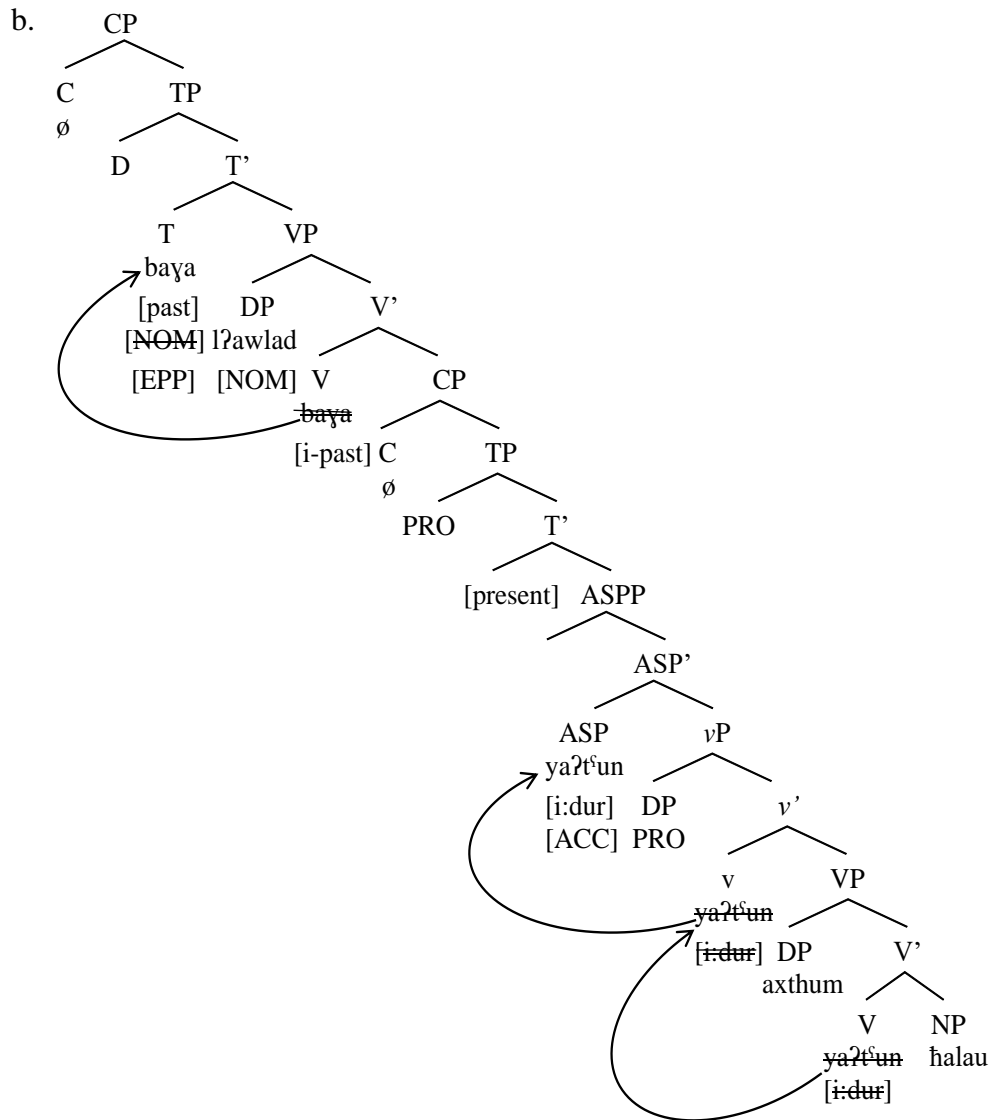 b. CP
C TP
ø
D T’
T VP
baɣa
[past] DP V’
[NOM] lʔawlad
[EPP] [NOM] V CP
baɣa
[i-past] C TP
ø
PRO T’
[present] ASPP
ASP’
ASP vP
yaʔtˤun
[i:dur] DP v’
[ACC] PRO
v VP
yaʔtˤun
[i:dur] DP V’
axthum
V NP
yaʔtˤun ħalau
[i:dur]